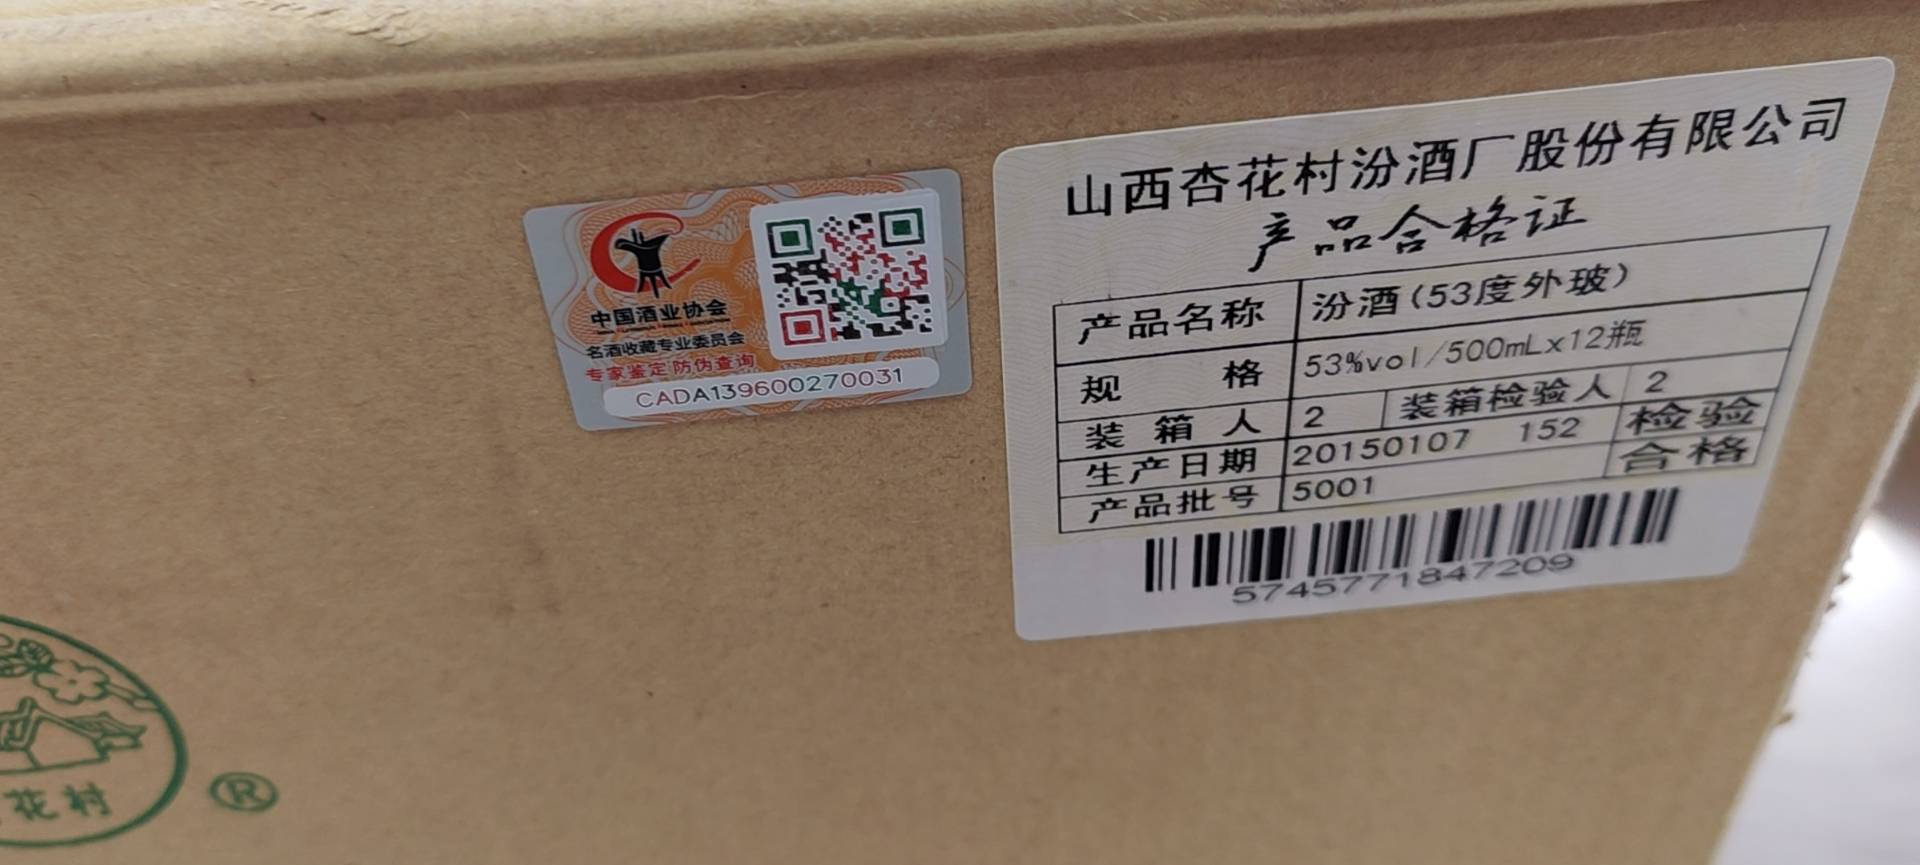 中国酒业协会
名酒收藏专业委员会
专家鉴定 防伪查询
CADA139600270031
山西杏花村汾酒厂股份有限公司
产品合格证
产品名称 汾酒(53度外玻)
规格 53%vol/500mLx12瓶
装箱人 2 装箱检验人 2
生产日期 20150107 152 检验
产品批号 5001 合格
5745771847209
花村
®